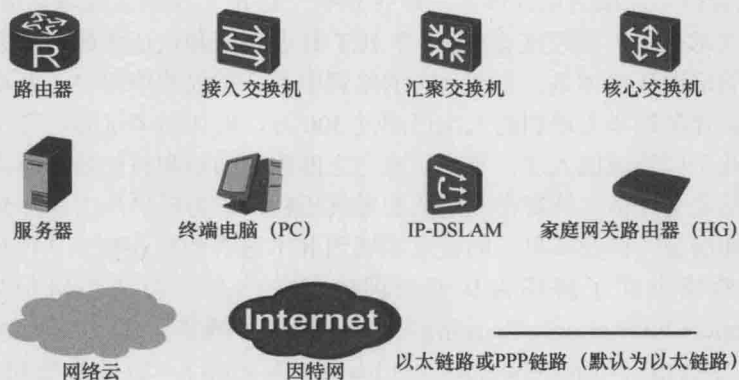 R
路由器
接入交换机
汇聚交换机
核心交换机
服务器
终端电脑（PC）
IP-DSLAM
家庭网关路由器（HG）
Internet
网络云
因特网
以太链路或PPP链路（默认为以太链路）